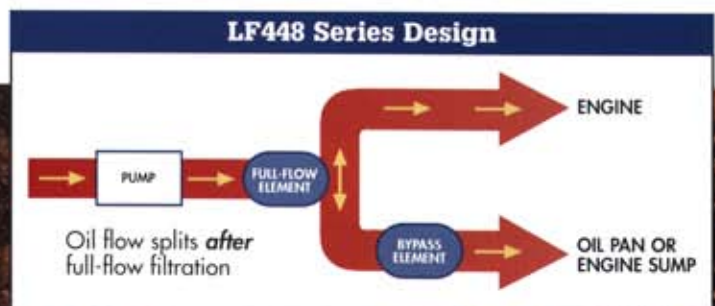 LF448 Series Design
ENGINE
PUMP
FULL-FLOW
ELEMENT
Oil flow splits after
full-flow filtration
BYPASS
ELEMENT
OIL PAN OR
ENGINE SUMP